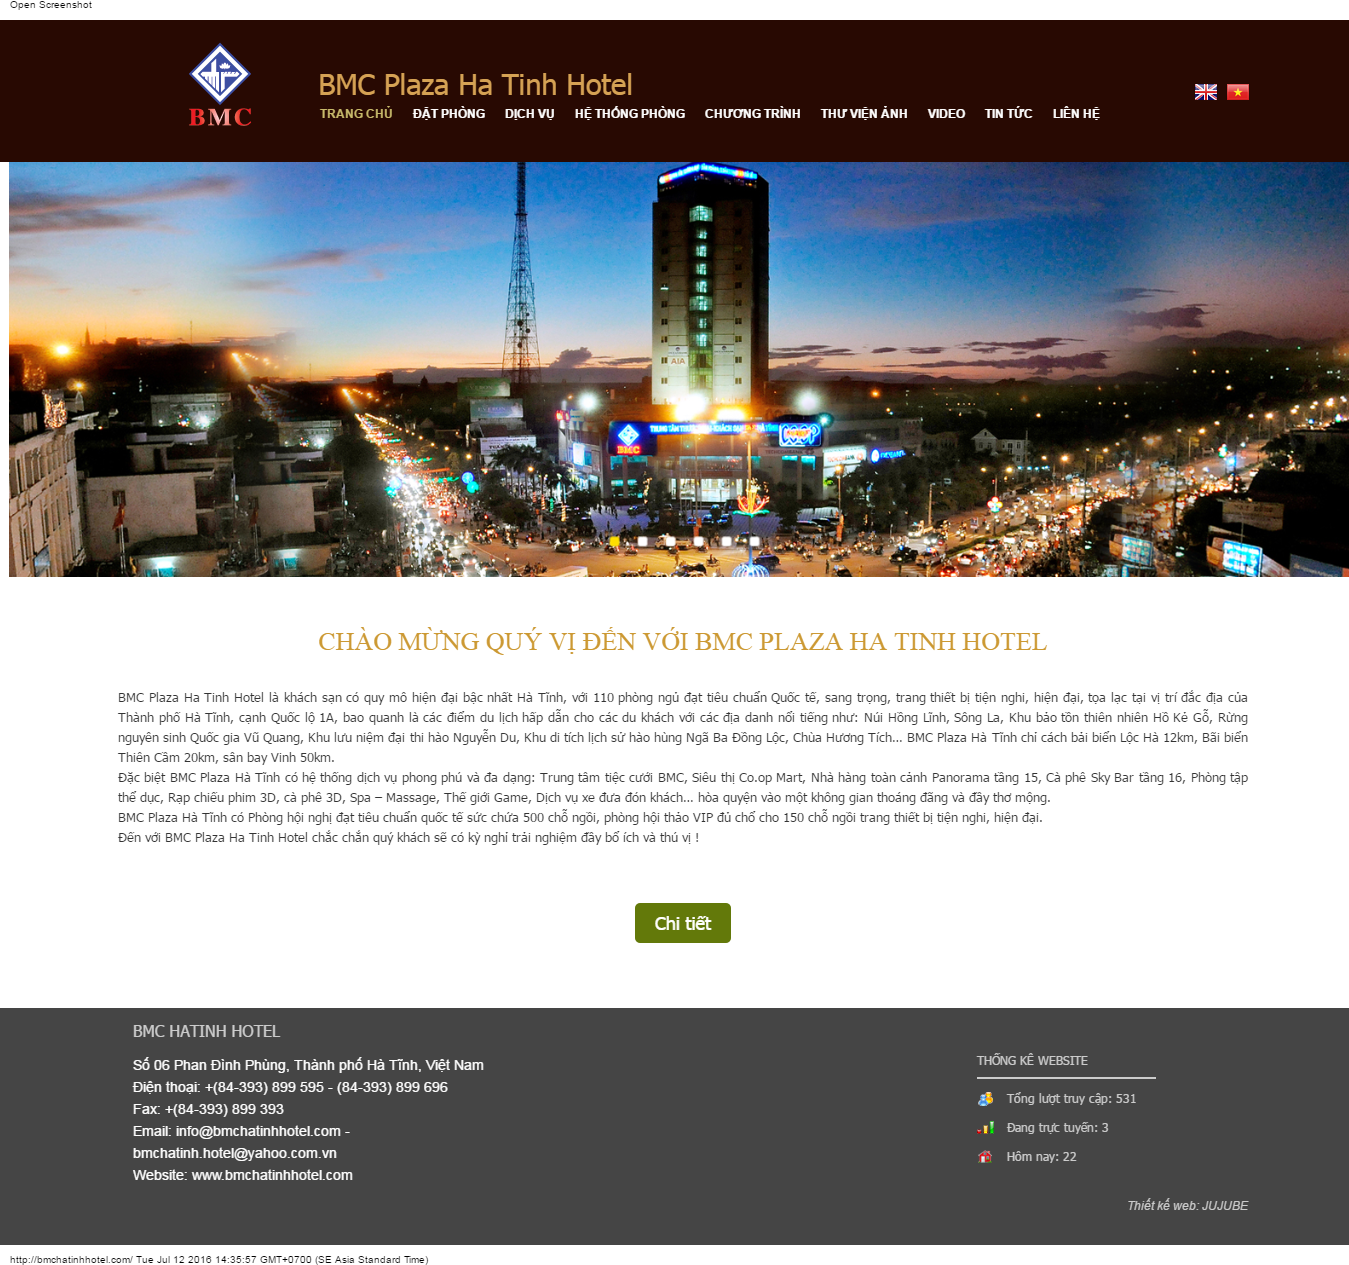 Open Screenshot
BMC
BMC Plaza Ha Tinh Hotel
TRANG CHỦ ĐẶT PHÒNG DỊCH VỤ HỆ THỐNG PHÒNG CHƯƠNG TRÌNH THƯ VIỆN ẢNH VIDEO TIN TỨC LIÊN HỆ
AIA
BMC
CHÀO MỪNG QUÝ VỊ ĐẾN VỚI BMC PLAZA HA TINH HOTEL
BMC Plaza Ha Tinh Hotel là khách sạn có quy mô hiện đại bậc nhất Hà Tĩnh, với 110 phòng ngủ đạt tiêu chuẩn Quốc tế, sang trọng, trang thiết bị tiện nghi, hiện đại, tọa lạc tại vị trí đắc địa của
Thành phố Hà Tĩnh, cạnh Quốc lộ 1A, bao quanh là các điểm du lịch hấp dẫn cho các du khách với các địa danh nổi tiếng như: Núi Hồng Lĩnh, Sông La, Khu bảo tồn thiên nhiên Hồ Kẻ Gỗ, Rừng
nguyên sinh Quốc gia Vũ Quang, Khu lưu niệm đại thi hào Nguyễn Du, Khu di tích lịch sử hào hùng Ngã Ba Đồng Lộc, Chùa Hương Tích... BMC Plaza Hà Tĩnh chỉ cách bải biển Lộc Hà 12km, Bãi biển
Thiên Cầm 20km, sân bay Vinh 50km.
Đặc biệt BMC Plaza Hà Tĩnh có hệ thống dịch vụ phong phú và đa dạng: Trung tâm tiệc cưới BMC, Siêu thị Co.op Mart, Nhà hàng toàn cảnh Panorama tầng 15, Cà phê Sky Bar tầng 16, Phòng tập
thể dục, Rạp chiếu phim 3D, cà phê 3D, Spa – Massage, Thế giới Game, Dịch vụ xe đưa đón khách... hòa quyện vào một không gian thoáng đãng và đầy thơ mộng.
BMC Plaza Hà Tĩnh có Phòng hội nghị đạt tiêu chuẩn quốc tế sức chứa 500 chỗ ngồi, phòng hội thảo VIP đủ chổ cho 150 chỗ ngồi trang thiết bị tiện nghi, hiện đại.
Đến với BMC Plaza Ha Tinh Hotel chắc chắn quý khách sẽ có kỳ nghỉ trải nghiệm đầy bổ ích và thú vị !
Chi tiết
BMC HATINH HOTEL
Số 06 Phan Đình Phùng, Thành phố Hà Tĩnh, Việt Nam
Điện thoại: +(84-393) 899 595 - (84-393) 899 696
Fax: +(84-393) 899 393
Email: info@bmchatinhhotel.com -
bmchatinh.hotel@yahoo.com.vn
Website: www.bmchatinhhotel.com
THỐNG KÊ WEBSITE
Tổng lượt truy cập: 531
Đang trực tuyến: 3
Hôm nay: 22
Thiết kế web: JUJUBE
http://bmchatinhhotel.com/ Tue Jul 12 2016 14:35:57 GMT+0700 (SE Asia Standard Time)